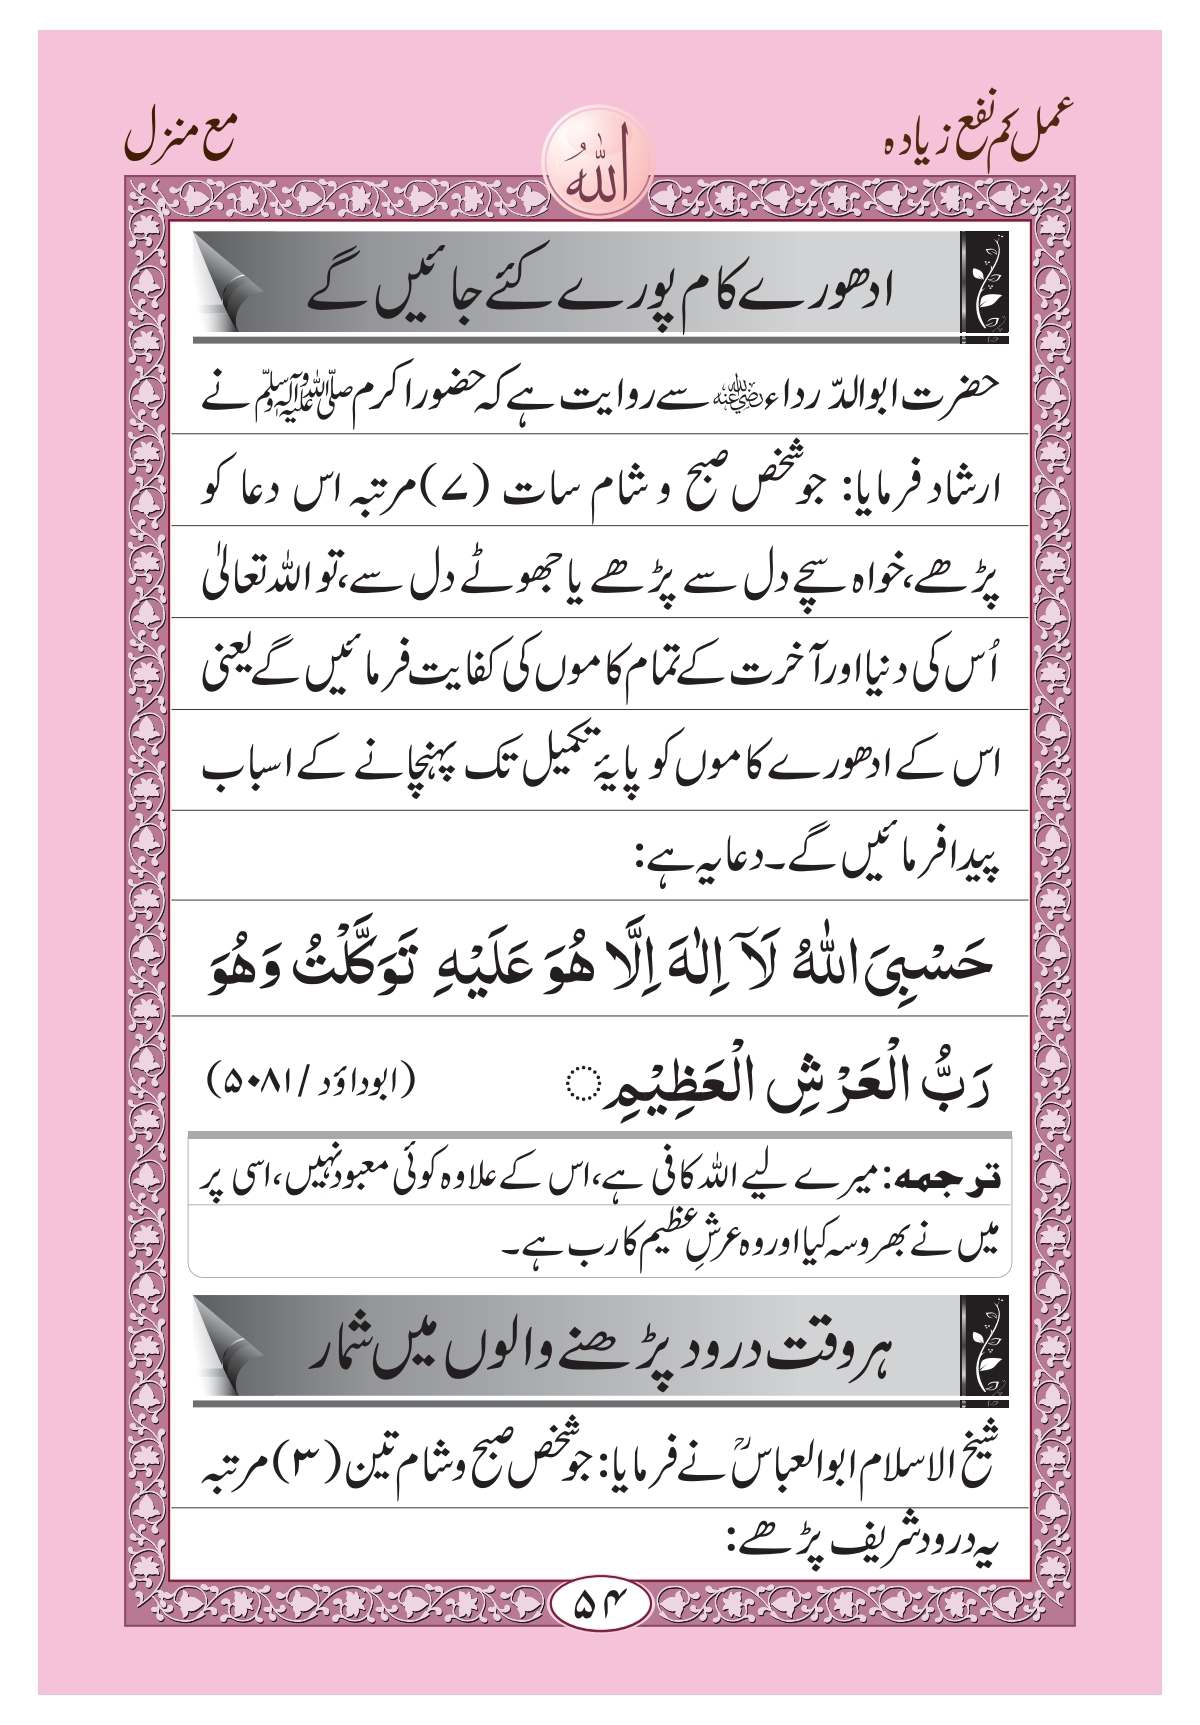 عمل کم نفع زیادہ
اللہُ
مع منزل
ادھورے کام پورے کئے جائیں گے
حضرت ابوالدّرداء رضی اللہ عنہ سے روایت ہے کہ حضور اکرم صلی اللہ علیہ وآلہ وسلم نے
ارشاد فرمایا: جو شخص صبح و شام سات (۷) مرتبہ اس دعا کو
پڑھے، خواہ سچے دل سے پڑھے یا جھوٹے دل سے، تو اللہ تعالیٰ
اُس کی دنیا اور آخرت کے تمام کاموں کی کفایت فرمائیں گے یعنی
اس کے ادھورے کاموں کو پایۂ تکمیل تک پہنچانے کے اسباب
پیدا فرمائیں گے۔ دعا یہ ہے:
حَسْبِیَ اللّٰهُ لَآ اِلٰهَ اِلَّا هُوَ عَلَيْهِ تَوَكَّلْتُ وَهُوَ
رَبُّ الْعَرْشِ الْعَظِيْمِ ۝ (ابوداؤد / ۵۰۸۱)
ترجمہ: میرے لیے اللہ کافی ہے، اس کے علاوہ کوئی معبود نہیں، اسی پر
میں نے بھروسہ کیا اور وہ عرشِ عظیم کا رب ہے۔
ہر وقت درود پڑھنے والوں میں شمار
شیخ الاسلام ابوالعباسؒ نے فرمایا: جو شخص صبح و شام تین (۳) مرتبہ
یہ درود شریف پڑھے:
۵۴